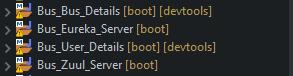 Bus_Bus_Details [boot] [devtools]
Bus_Eureka_Server [boot]
Bus_User_Details [boot] [devtools]
Bus_Zuul_Server [boot]